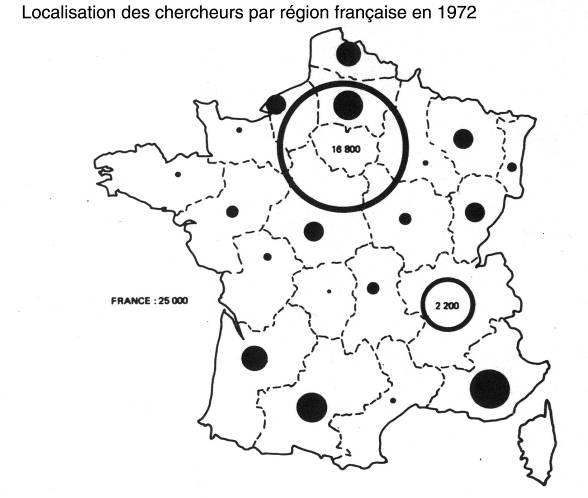 Localisation des chercheurs par région française en 1972
16 800
FRANCE : 25 000
2 200